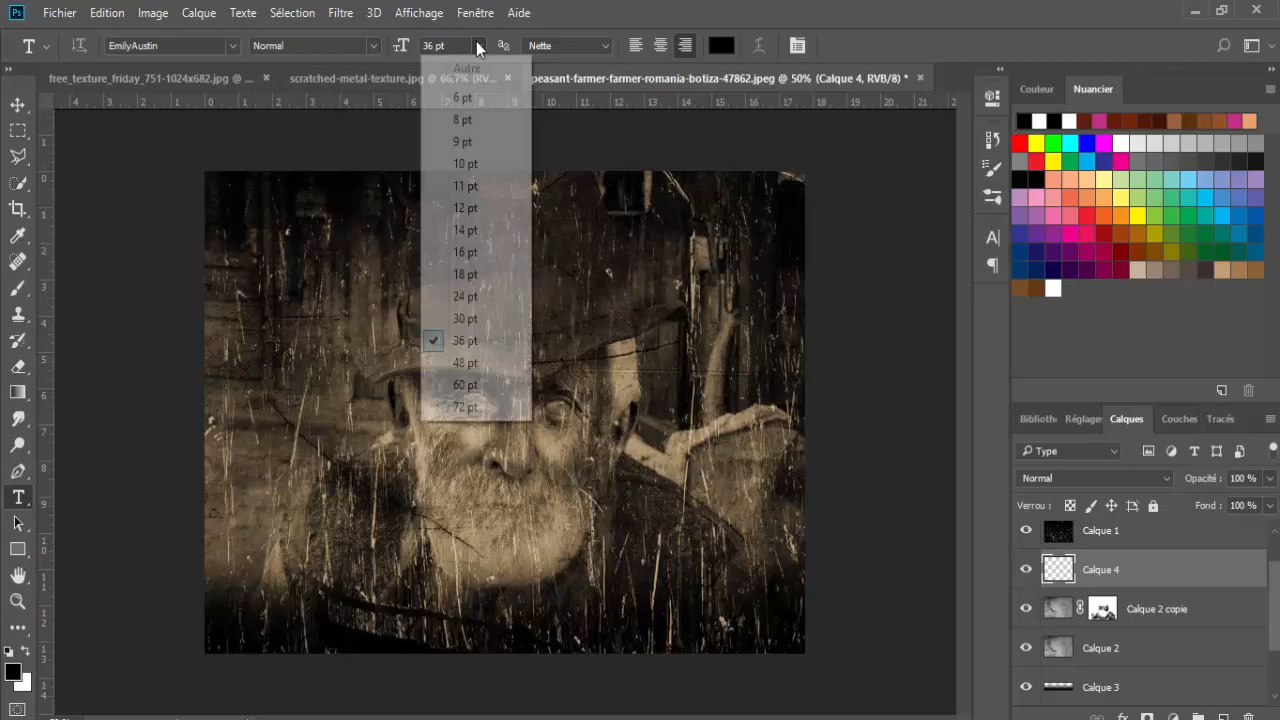 Ps Fichier Edition Image Calque Texte Sélection Filtre 3D Affichage Fenêtre Aide
T EmilyAustin Normal 36 pt aa Nette
free_texture_friday_751-1024x682.jpg @ ... scratched-metal-texture.jpg @ 66,7% (RV... peasant-farmer-farmer-romania-botiza-47862.jpeg @ 50% (Calque 4, RVB/8) *
Couleur Nuancier
Autre
6 pt
8 pt
9 pt
10 pt
11 pt
12 pt
14 pt
16 pt
18 pt
24 pt
30 pt
36 pt
48 pt
60 pt
72 pt
Biblioth Réglage Calques Couches Tracés
Type
Normal Opacité : 100 %
Verrou : Fond : 100 %
Calque 1
Calque 4
Calque 2 copie
Calque 2
Calque 3